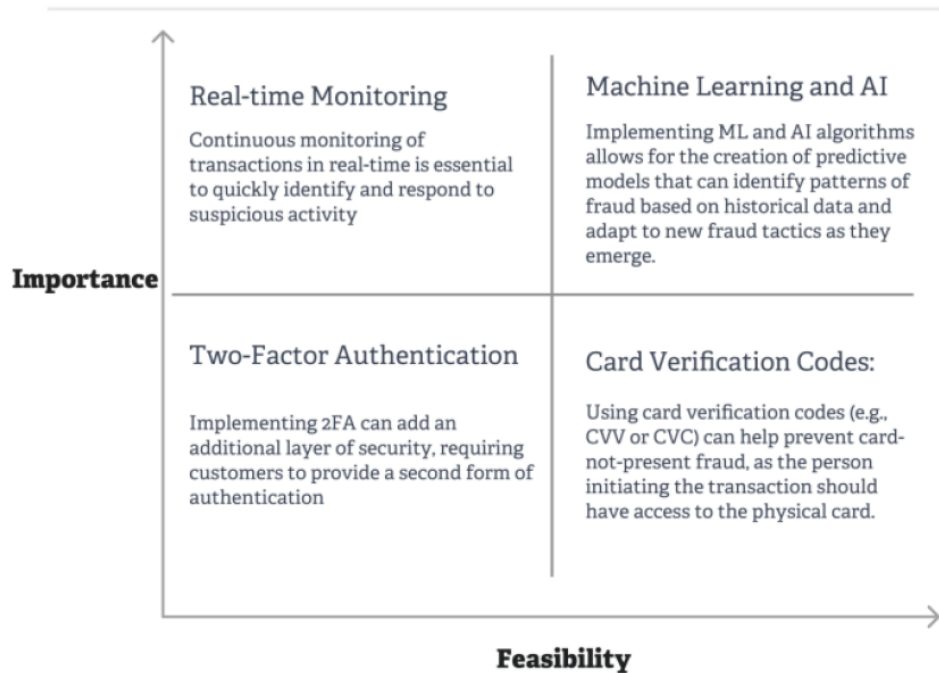 Real-time Monitoring
Continuous monitoring of
transactions in real-time is essential
to quickly identify and respond to
suspicious activity
Machine Learning and AI
Implementing ML and AI algorithms
allows for the creation of predictive
models that can identify patterns of
fraud based on historical data and
adapt to new fraud tactics as they
emerge.
Importance
Two-Factor Authentication
Implementing 2FA can add an
additional layer of security, requiring
customers to provide a second form of
authentication
Card Verification Codes:
Using card verification codes (e.g.,
CVV or CVC) can help prevent card-
not-present fraud, as the person
initiating the transaction should
have access to the physical card.
Feasibility